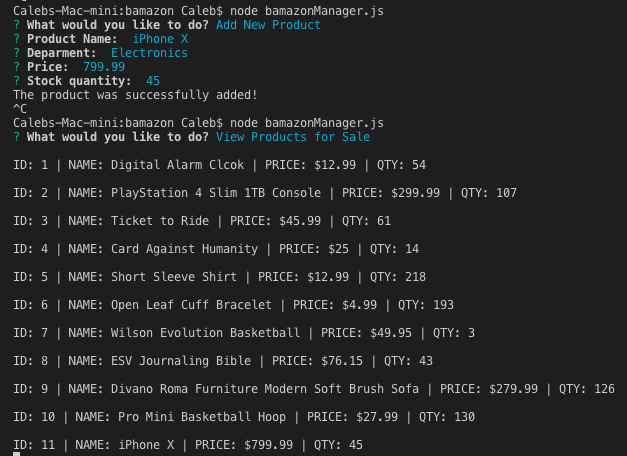 Calebs-Mac-mini:bamazon Caleb$ node bamazonManager.js
? What would you like to do? Add New Product
? Product Name:  iPhone X
? Deparment:  Electronics
? Price:  799.99
? Stock quantity:  45
The product was successfully added!
^C
Calebs-Mac-mini:bamazon Caleb$ node bamazonManager.js
? What would you like to do? View Products for Sale
ID: 1 | NAME: Digital Alarm Clcok | PRICE: $12.99 | QTY: 54
ID: 2 | NAME: PlayStation 4 Slim 1TB Console | PRICE: $299.99 | QTY: 107
ID: 3 | NAME: Ticket to Ride | PRICE: $45.99 | QTY: 61
ID: 4 | NAME: Card Against Humanity | PRICE: $25 | QTY: 14
ID: 5 | NAME: Short Sleeve Shirt | PRICE: $12.99 | QTY: 218
ID: 6 | NAME: Open Leaf Cuff Bracelet | PRICE: $4.99 | QTY: 193
ID: 7 | NAME: Wilson Evolution Basketball | PRICE: $49.95 | QTY: 3
ID: 8 | NAME: ESV Journaling Bible | PRICE: $76.15 | QTY: 43
ID: 9 | NAME: Divano Roma Furniture Modern Soft Brush Sofa | PRICE: $279.99 | QTY: 126
ID: 10 | NAME: Pro Mini Basketball Hoop | PRICE: $27.99 | QTY: 130
ID: 11 | NAME: iPhone X | PRICE: $799.99 | QTY: 45